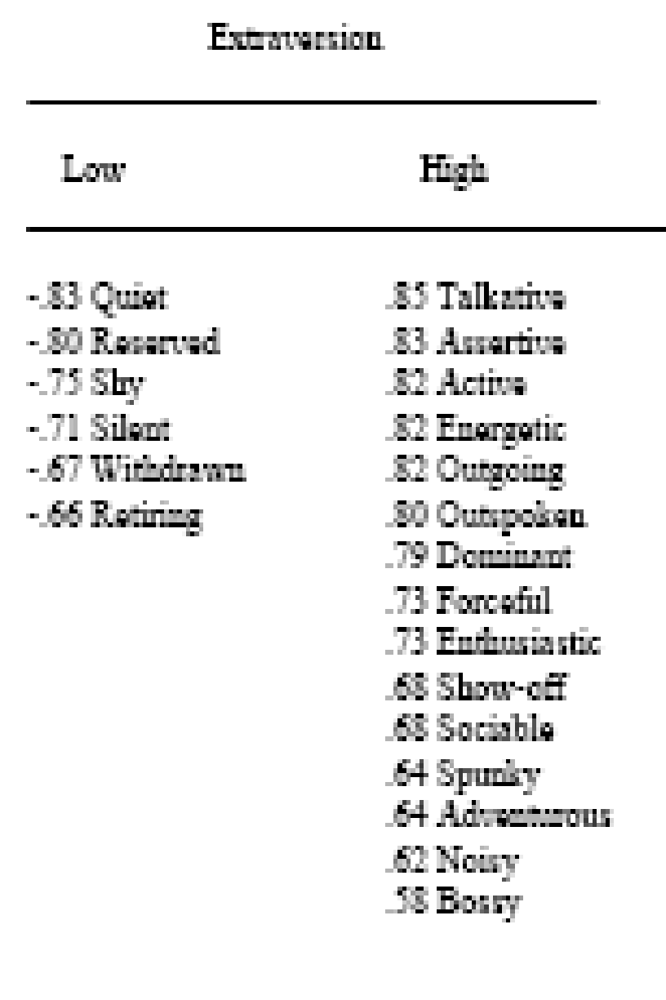 Extraversion
Low High
-.83 Quiet .85 Talkative
-.80 Reserved .83 Assertive
-.75 Shy .82 Active
-.71 Silent .82 Energetic
-.67 Withdrawn .82 Outgoing
-.66 Retiring .80 Outspoken
.79 Dominant
.73 Forceful
.73 Enthusiastic
.68 Show-off
.68 Sociable
.64 Spunky
.64 Adventurous
.62 Noisy
.58 Bossy